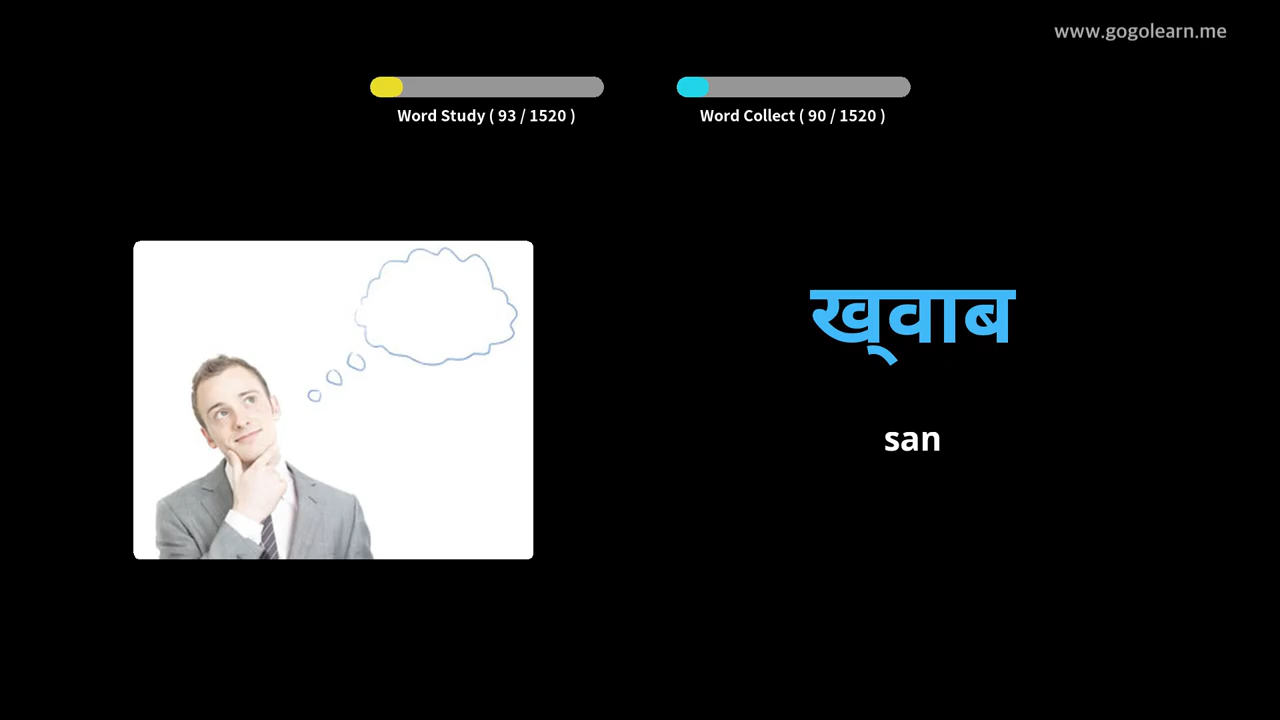 www.gogolearn.me
Word Study ( 93 / 1520 )
Word Collect ( 90 / 1520 )
ख्‌वाब
san